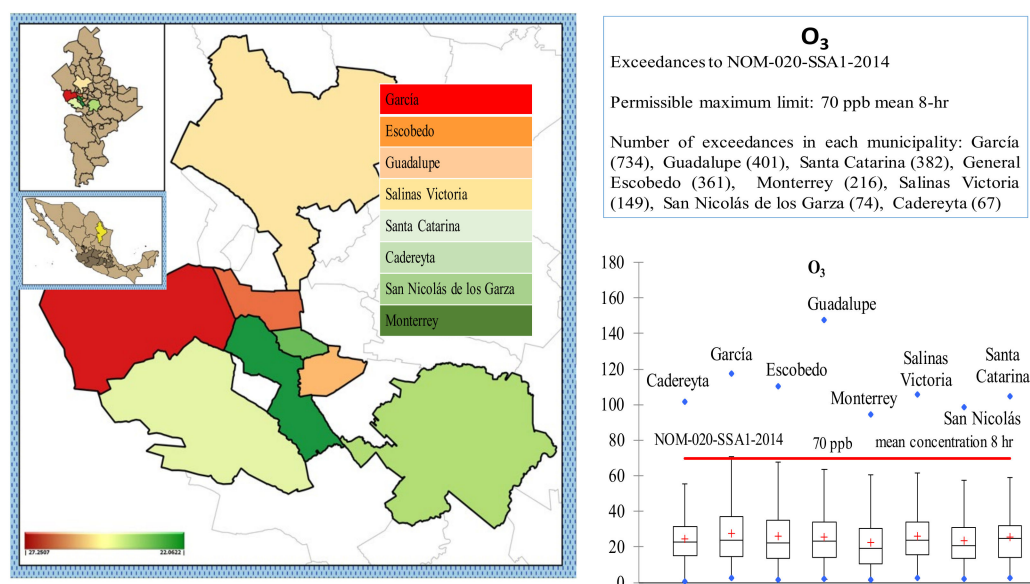 García
Escobedo
Guadalupe
Salinas Victoria
Santa Catarina
Cadereyta
San Nicolás de los Garza
Monterrey
27.2507
22.0622
O3
Exceedances to NOM-020-SSA1-2014
Permissible maximum limit: 70 ppb mean 8-hr
Number of exceedances in each municipality: García
(734), Guadalupe (401), Santa Catarina (382), General
Escobedo (361), Monterrey (216), Salinas Victoria
(149), San Nicolás de los Garza (74), Cadereyta (67)
O3
180
160
140
120
100
80
60
40
20
0
Guadalupe
García
Escobedo
Cadereyta
Monterrey
Salinas
Victoria
Santa
Catarina
San Nicolás
NOM-020-SSA1-2014
70 ppb
mean concentration 8 hr